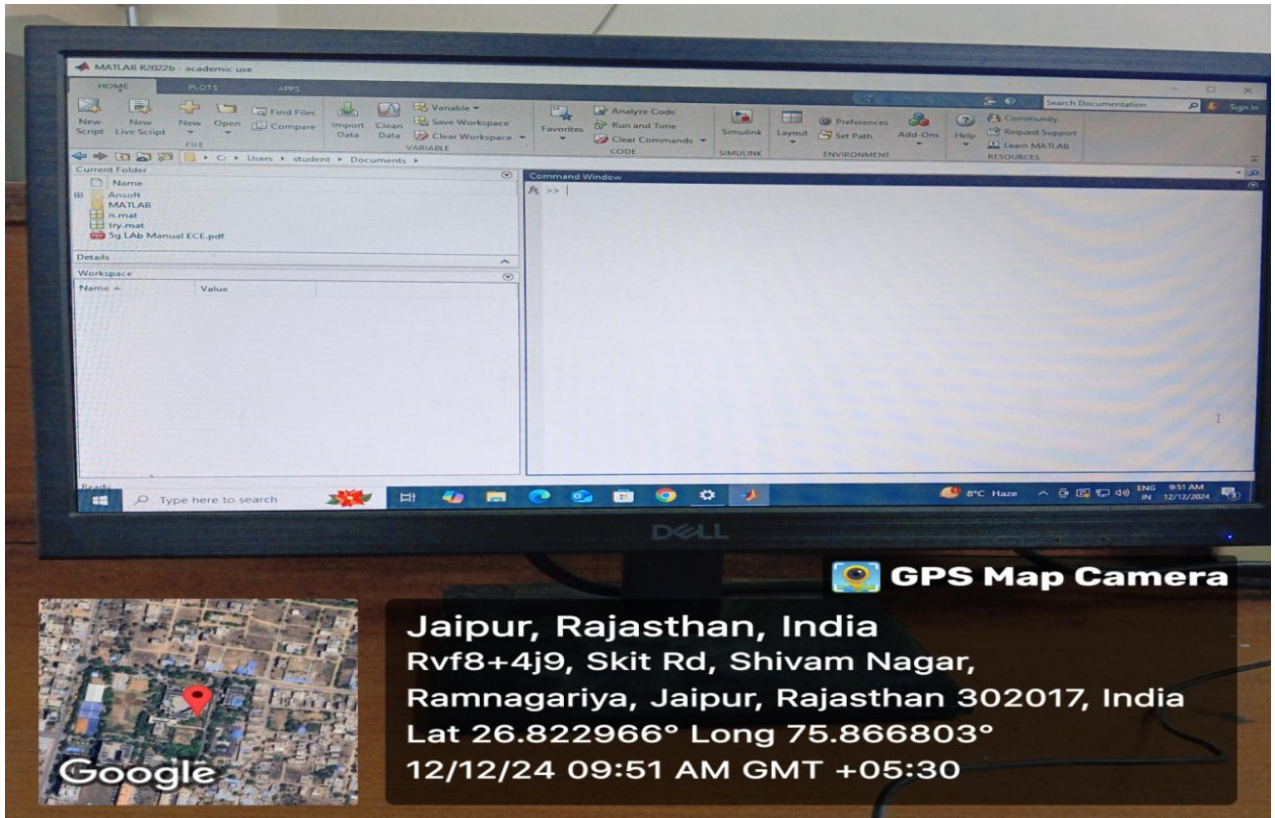 MATLAB R2022b - academic use
HOME PLOTS APPS
Search Documentation Sign In
New Script
New Live Script
New
Open
Find Files
Compare
Import Data
Clean Data
Variable
Save Workspace
Clear Workspace
Favorites
Analyze Code
Run and Time
Clear Commands
Simulink
Layout
Preferences
Set Path
Add-Ons
Help
Community
Request Support
Learn MATLAB
FILE VARIABLE CODE SIMULINK ENVIRONMENT RESOURCES
C: Users student Documents
Current Folder
Name
Ansoft
MATLAB
n.mat
try.mat
5g LAb Manual ECE.pdf
Details
Workspace
Name Value
Command Window
fx >>
Ready
Type here to search
8°C Haze ENG 9:51 AM
IN 12/12/2024
DELL
GPS Map Camera
Jaipur, Rajasthan, India
Rvf8+4j9, Skit Rd, Shivam Nagar,
Ramnagariya, Jaipur, Rajasthan 302017, India
Lat 26.822966° Long 75.866803°
12/12/24 09:51 AM GMT +05:30
Google